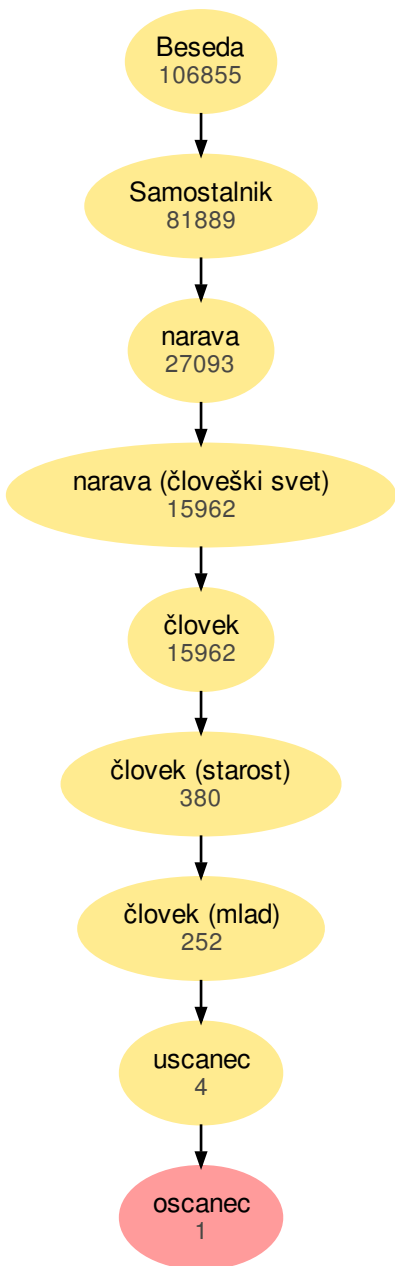 Beseda
106855
Samostalnik
81889
narava
27093
narava (človeški svet)
15962
človek
15962
človek (starost)
380
človek (mlad)
252
uscanec
4
oscanec
1